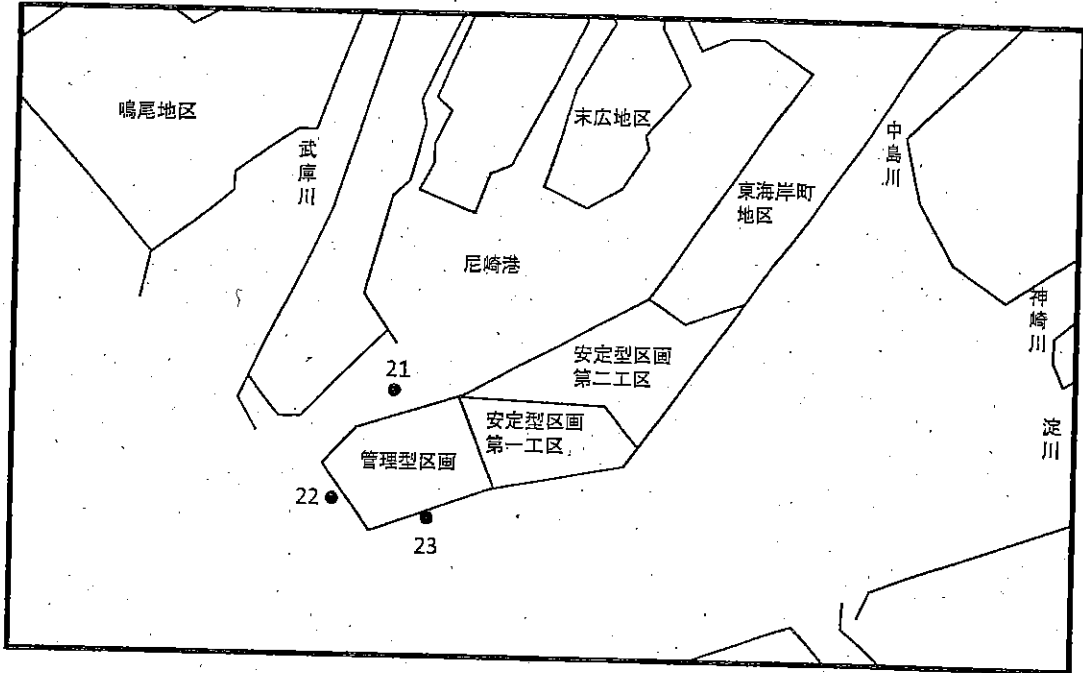 鳴尾地区
武庫川
末広地区
中島川
東海岸町
地区
尼崎港
神崎川
安定型区画
第二工区
21
安定型区画
第一工区
淀川
管理型区画
22
23